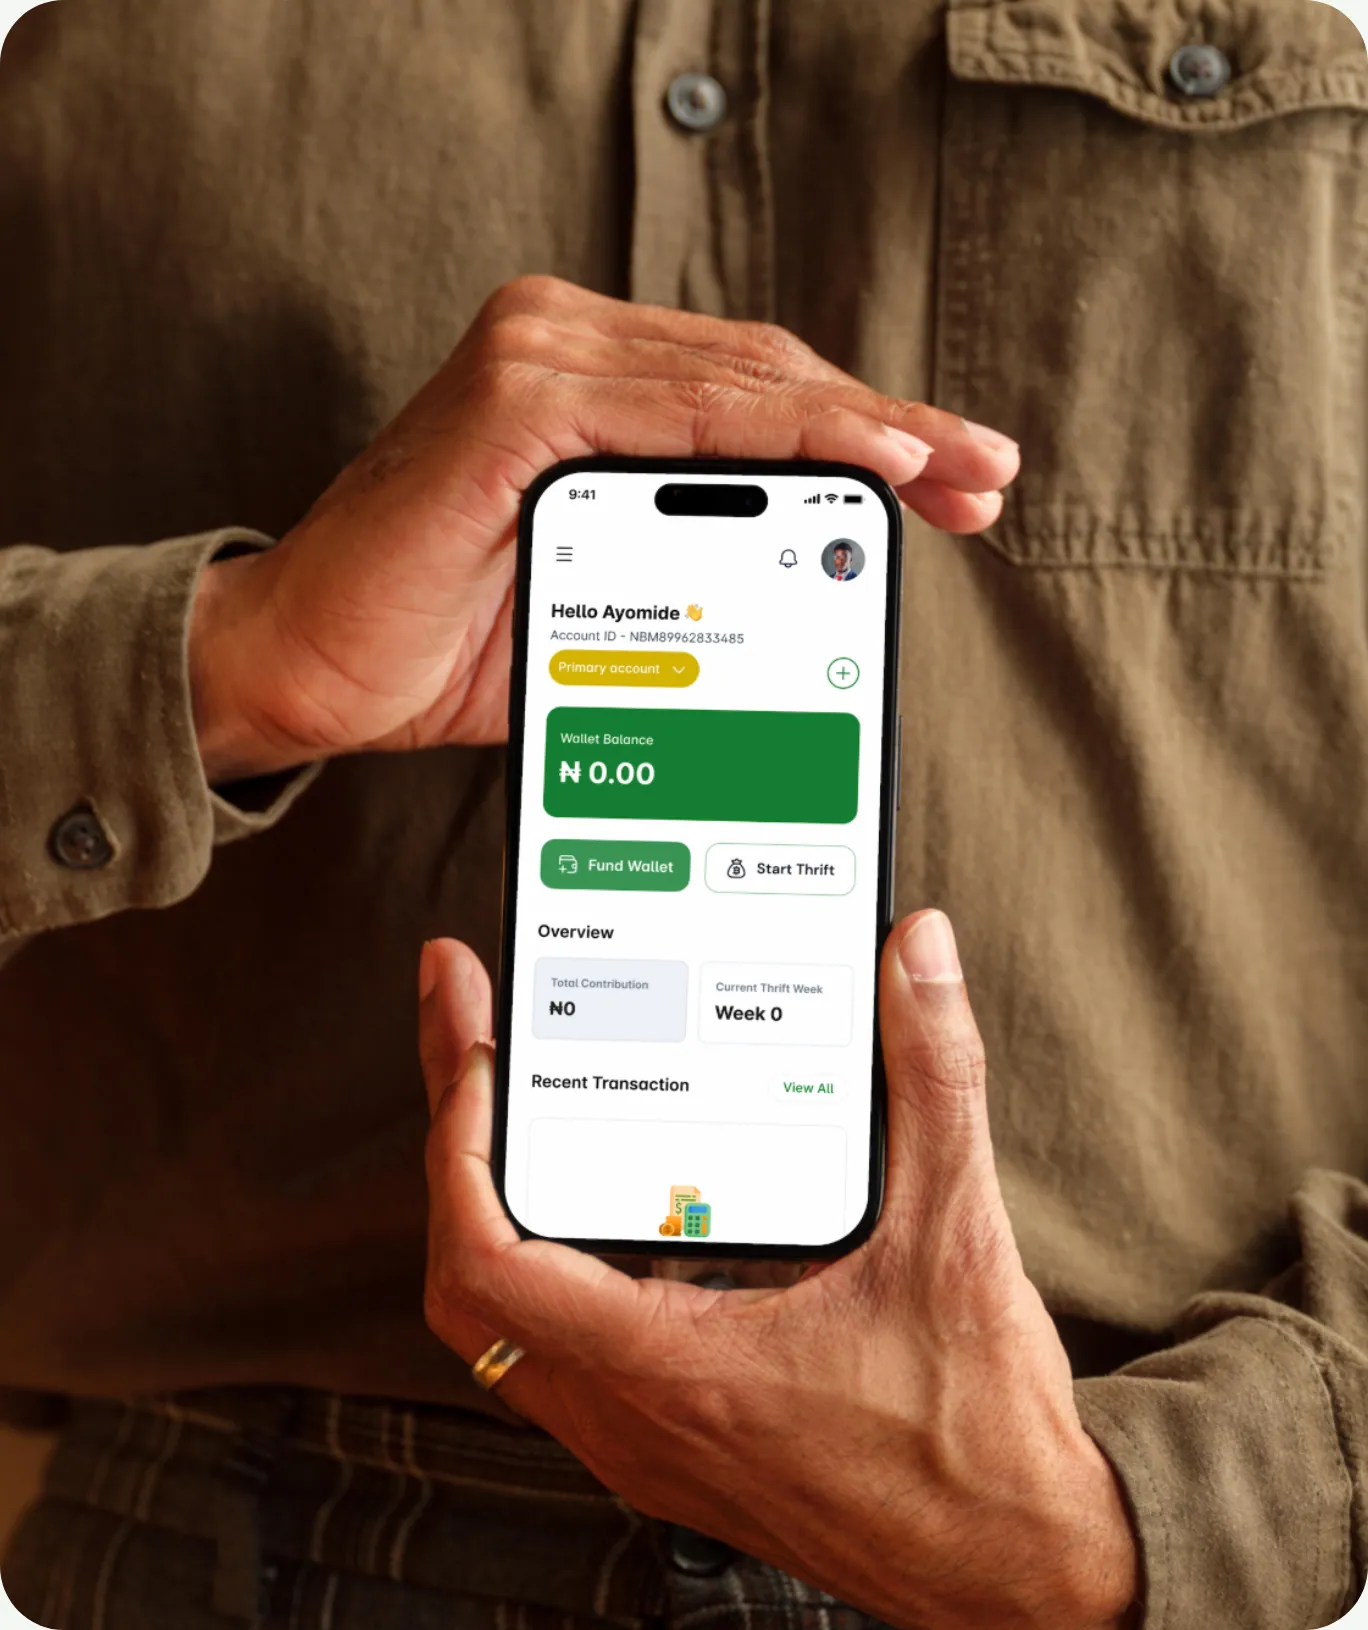 9:41
Hello Ayomide 👋
Account ID - NBM89962833485
Primary account
Wallet Balance
₦ 0.00
Fund Wallet
Start Thrift
Overview
Total Contribution
₦0
Current Thrift Week
Week 0
Recent Transaction
View All